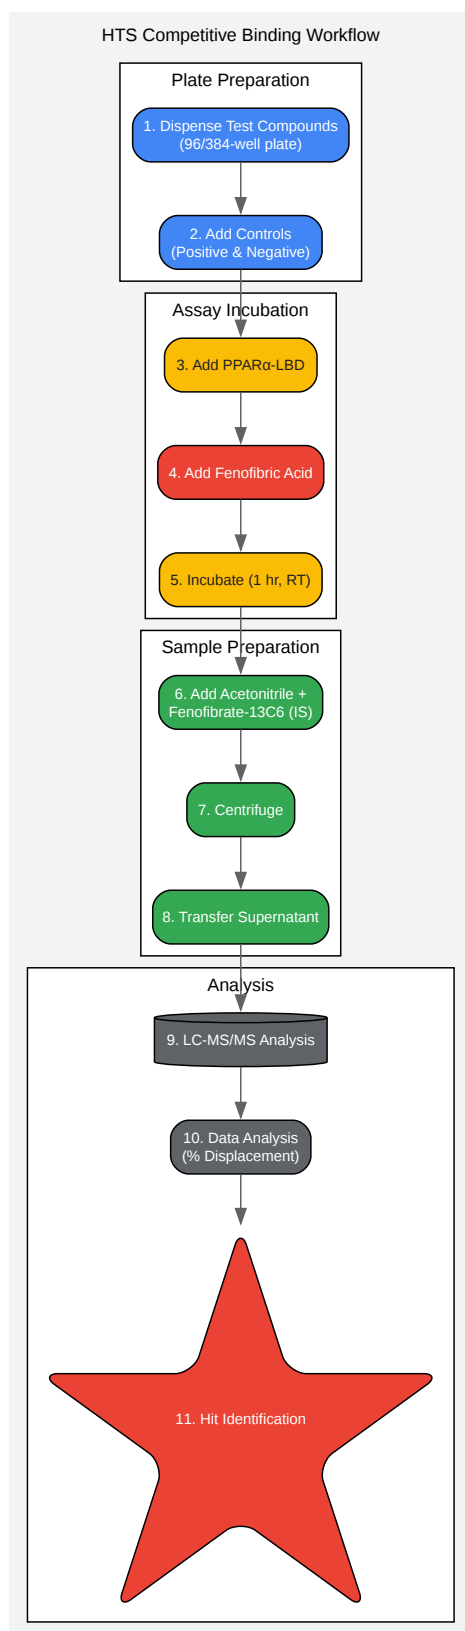 HTS Competitive Binding Workflow
Plate Preparation
1. Dispense Test Compounds
(96/384-well plate)
2. Add Controls
(Positive & Negative)
Assay Incubation
3. Add PPARα-LBD
4. Add Fenofibric Acid
5. Incubate (1 hr, RT)
Sample Preparation
6. Add Acetonitrile +
Fenofibrate-13C6 (IS)
7. Centrifuge
8. Transfer Supernatant
Analysis
9. LC-MS/MS Analysis
10. Data Analysis
(% Displacement)
11. Hit Identification